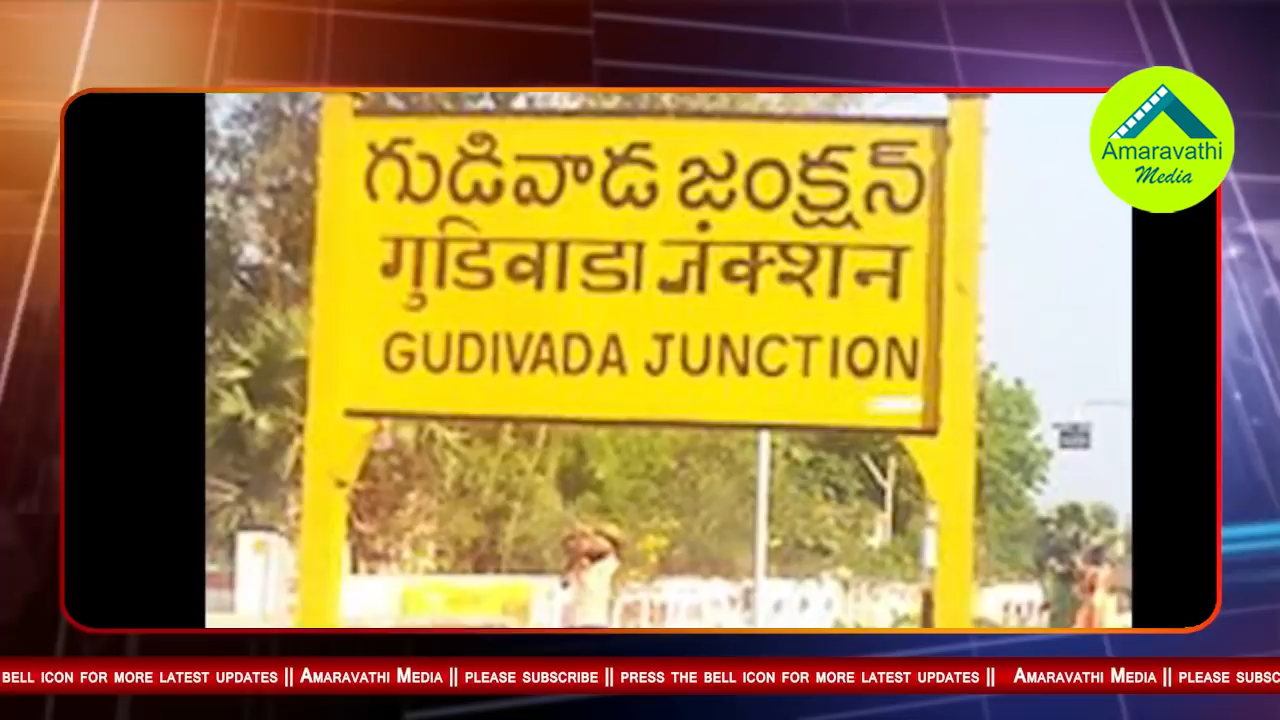 గుడివాడ జంక్షన్
गुडिवाडा जंक्शन
GUDIVADA JUNCTION
Amaravathi
Media
BELL ICON FOR MORE LATEST UPDATES || AMARAVATHI MEDIA || PLEASE SUBSCRIBE || PRESS THE BELL ICON FOR MORE LATEST UPDATES || AMARAVATHI MEDIA || PLEASE SUBSC